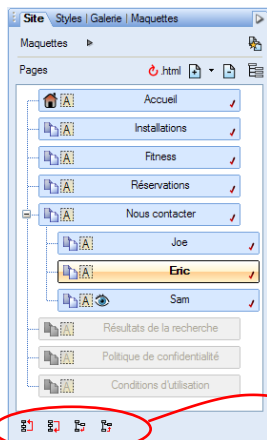 Site Styles | Galerie | Maquettes
Maquettes
Pages .html
A Accueil
A Installations
A Fitness
A Réservations
A Nous contacter
A Joe
A Eric
A Sam
A Résultats de la recherche
A Politique de confidentialité
A Conditions d'utilisation